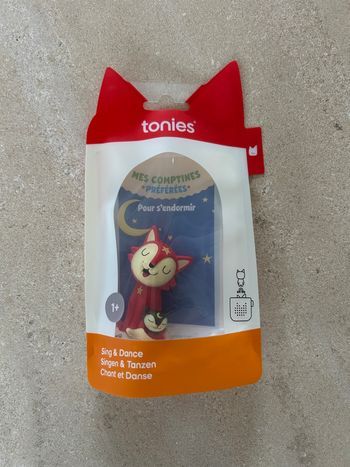 tonies®
MES COMPTINES
•PRÉFÉRÉES•
Pour s'endormir
1+
Sing & Dance
Singen & Tanzen
Chant et Danse